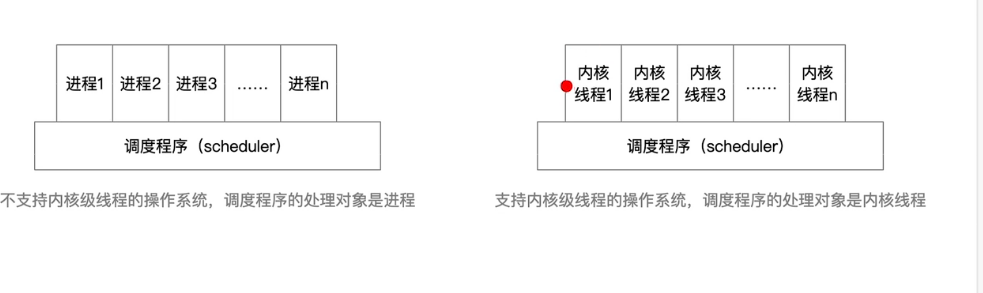 进程1 进程2 进程3 …… 进程n
调度程序（scheduler）
不支持内核级线程的操作系统，调度程序的处理对象是进程
内核线程1 内核线程2 内核线程3 …… 内核线程n
调度程序（scheduler）
支持内核级线程的操作系统，调度程序的处理对象是内核线程